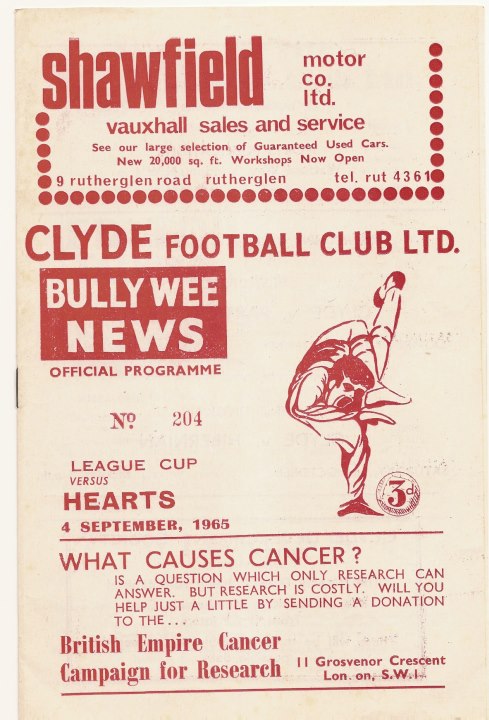 shawfield
motor
co.
ltd.
vauxhall sales and service
See our large selection of Guaranteed Used Cars.
New 20,000 sq. ft. Workshops Now Open
9 rutherglen road rutherglen tel. rut 4361
CLYDE FOOTBALL CLUB LTD.
BULLY WEE
NEWS
OFFICIAL PROGRAMME
No 204
LEAGUE CUP
VERSUS
HEARTS
4 SEPTEMBER, 1965
3d
WHAT CAUSES CANCER?
IS A QUESTION WHICH ONLY RESEARCH CAN
ANSWER. BUT RESEARCH IS COSTLY. WILL YOU
HELP JUST A LITTLE BY SENDING A DONATION
TO THE...
British Empire Cancer
Campaign for Research
11 Grosvenor Crescent
Lon on, S.W.1